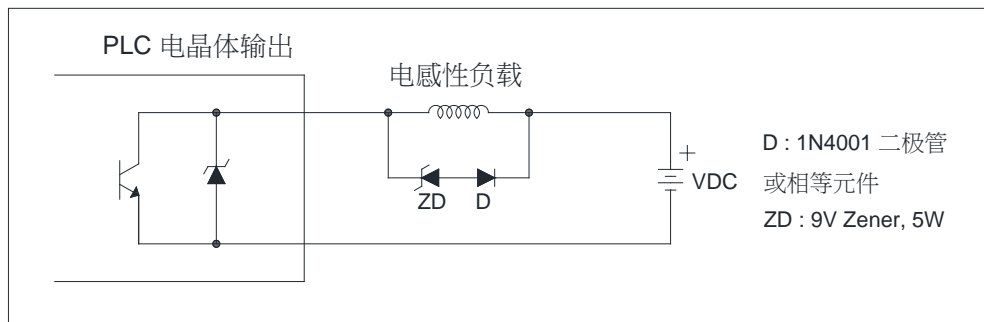 PLC 电晶体输出
电感性负载
ZD
D
+
VDC
D : 1N4001 二极管
或相等元件
ZD : 9V Zener, 5W